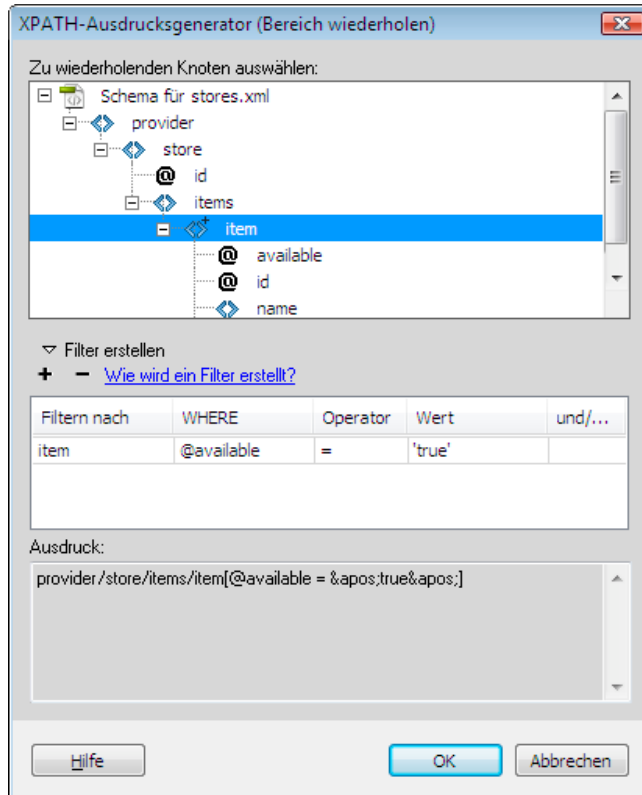 XPATH-Ausdrucksgenerator (Bereich wiederholen)
Zu wiederholenden Knoten auswählen:
Schema für stores.xml
provider
store
@ id
items
item
@ available
@ id
name
Filter erstellen
+ − Wie wird ein Filter erstellt?
Filtern nach WHERE Operator Wert und/...
item @available = 'true'
Ausdruck:
provider/store/items/item[@available = &apos;true&apos;]
Hilfe OK Abbrechen